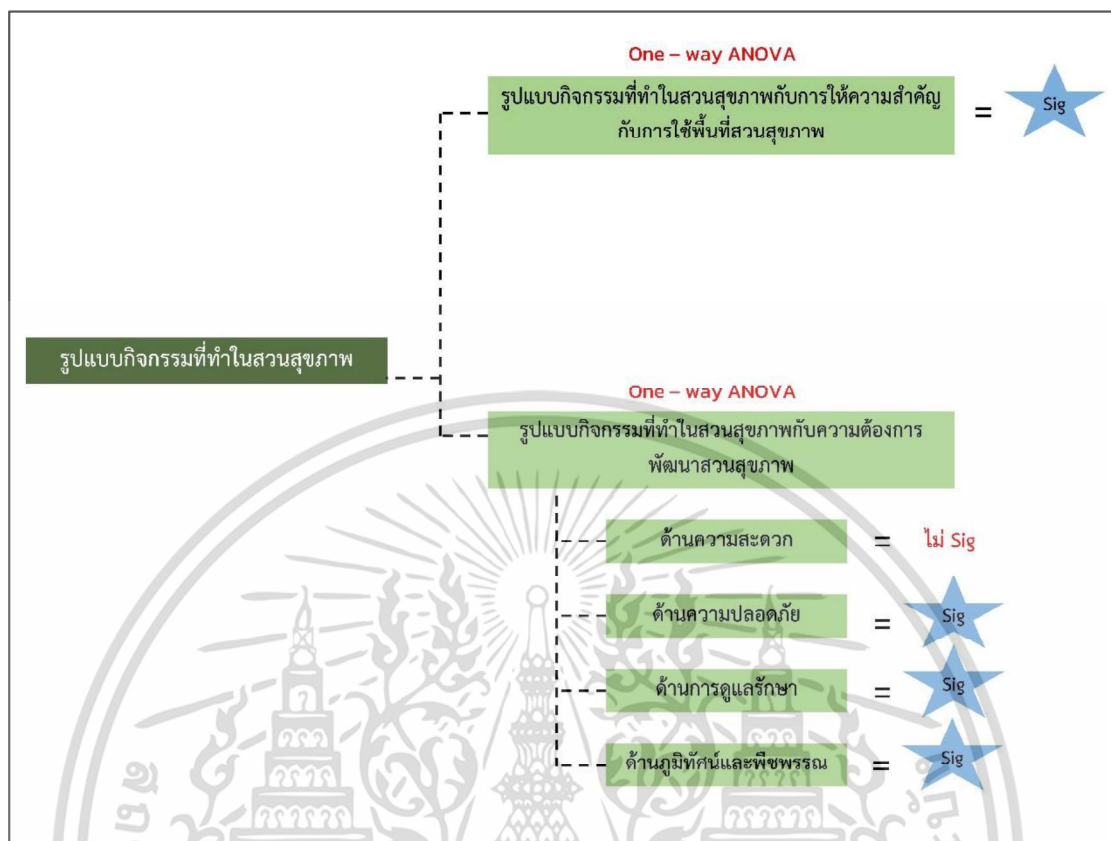 One – way ANOVA
รูปแบบกิจกรรมที่ทำในสวนสุขภาพกับการให้ความสำคัญ
กับการใช้พื้นที่สวนสุขภาพ
=
Sig
รูปแบบกิจกรรมที่ทำในสวนสุขภาพ
One – way ANOVA
รูปแบบกิจกรรมที่ทำในสวนสุขภาพกับความต้องการ
พัฒนาสวนสุขภาพ
ด้านความสะดวก = ไม่ Sig
ด้านความปลอดภัย = Sig
ด้านการดูแลรักษา = Sig
ด้านภูมิทัศน์และพืชพรรณ = Sig